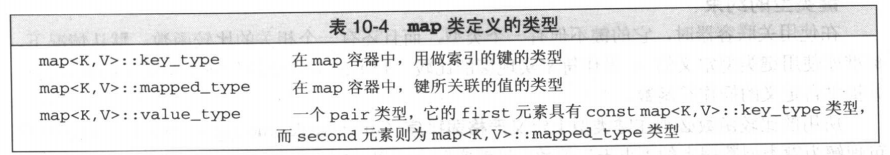 表 10-4 map 类定义的类型
map<K,V>::key_type 在 map 容器中，用做索引的键的类型
map<K,V>::mapped_type 在 map 容器中，键所关联的值的类型
map<K,V>::value_type 一个 pair 类型，它的 first 元素具有 const map<K,V>::key_type 类型，
而 second 元素则为 map<K,V>::mapped_type 类型